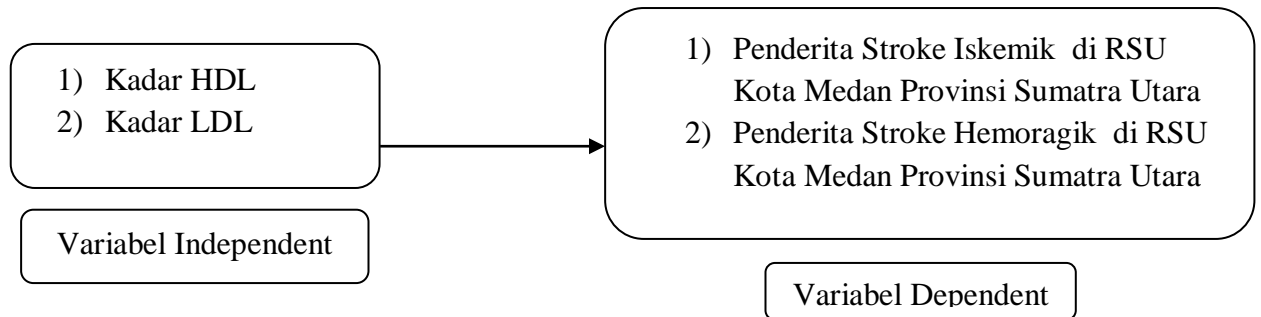 1) Kadar HDL
2) Kadar LDL
Variabel Independent
1) Penderita Stroke Iskemik di RSU
Kota Medan Provinsi Sumatra Utara
2) Penderita Stroke Hemoragik di RSU
Kota Medan Provinsi Sumatra Utara
Variabel Dependent